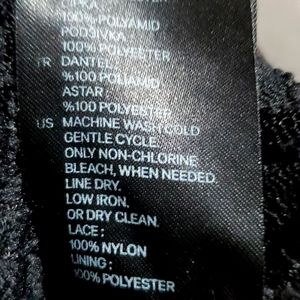 100% POLYAMID
PODŠÍVKA
100% POLYESTER
TR DANTEL
%100 POLIAMID
ASTAR :
%100 POLYESTER
US MACHINE WASH COLD
GENTLE CYCLE.
ONLY NON-CHLORINE
BLEACH, WHEN NEEDED.
LINE DRY.
LOW IRON.
OR DRY CLEAN.
LACE :
100% NYLON
LINING :
100% POLYESTER